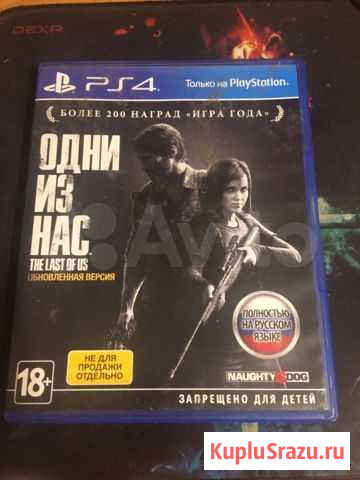 DEXP
PS4
Только на PlayStation.
БОЛЕЕ 200 НАГРАД «ИГРА ГОДА»
ОДНИ
ИЗ
НАС
THE LAST OF US
ОБНОВЛЕННАЯ ВЕРСИЯ
Avito
ПОЛНОСТЬЮ
НА РУССКОМ
ЯЗЫКЕ
НЕ ДЛЯ
ПРОДАЖИ
ОТДЕЛЬНО
18+
NAUGHTY DOG
ЗАПРЕЩЕНО ДЛЯ ДЕТЕЙ
KupluSrazu.ru